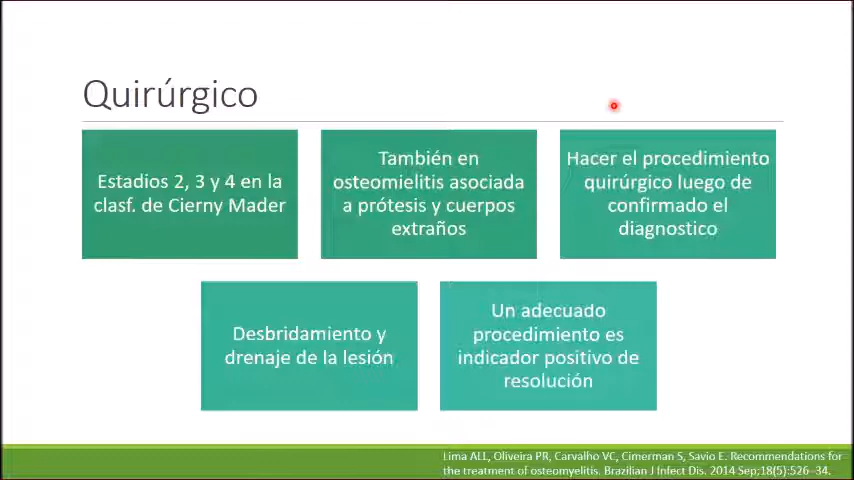 Quirúrgico
Estadios 2, 3 y 4 en la
clasf. de Cierny Mader
También en
osteomielitis asociada
a prótesis y cuerpos
extraños
Hacer el procedimiento
quirúrgico luego de
confirmado el
diagnostico
Desbridamiento y
drenaje de la lesión
Un adecuado
procedimiento es
indicador positivo de
resolución
Lima ALL, Oliveira PR, Carvalho VC, Cimerman S, Savio E. Recommendations for
the treatment of osteomyelitis. Brazilian J Infect Dis. 2014 Sep;18(5):526–34.